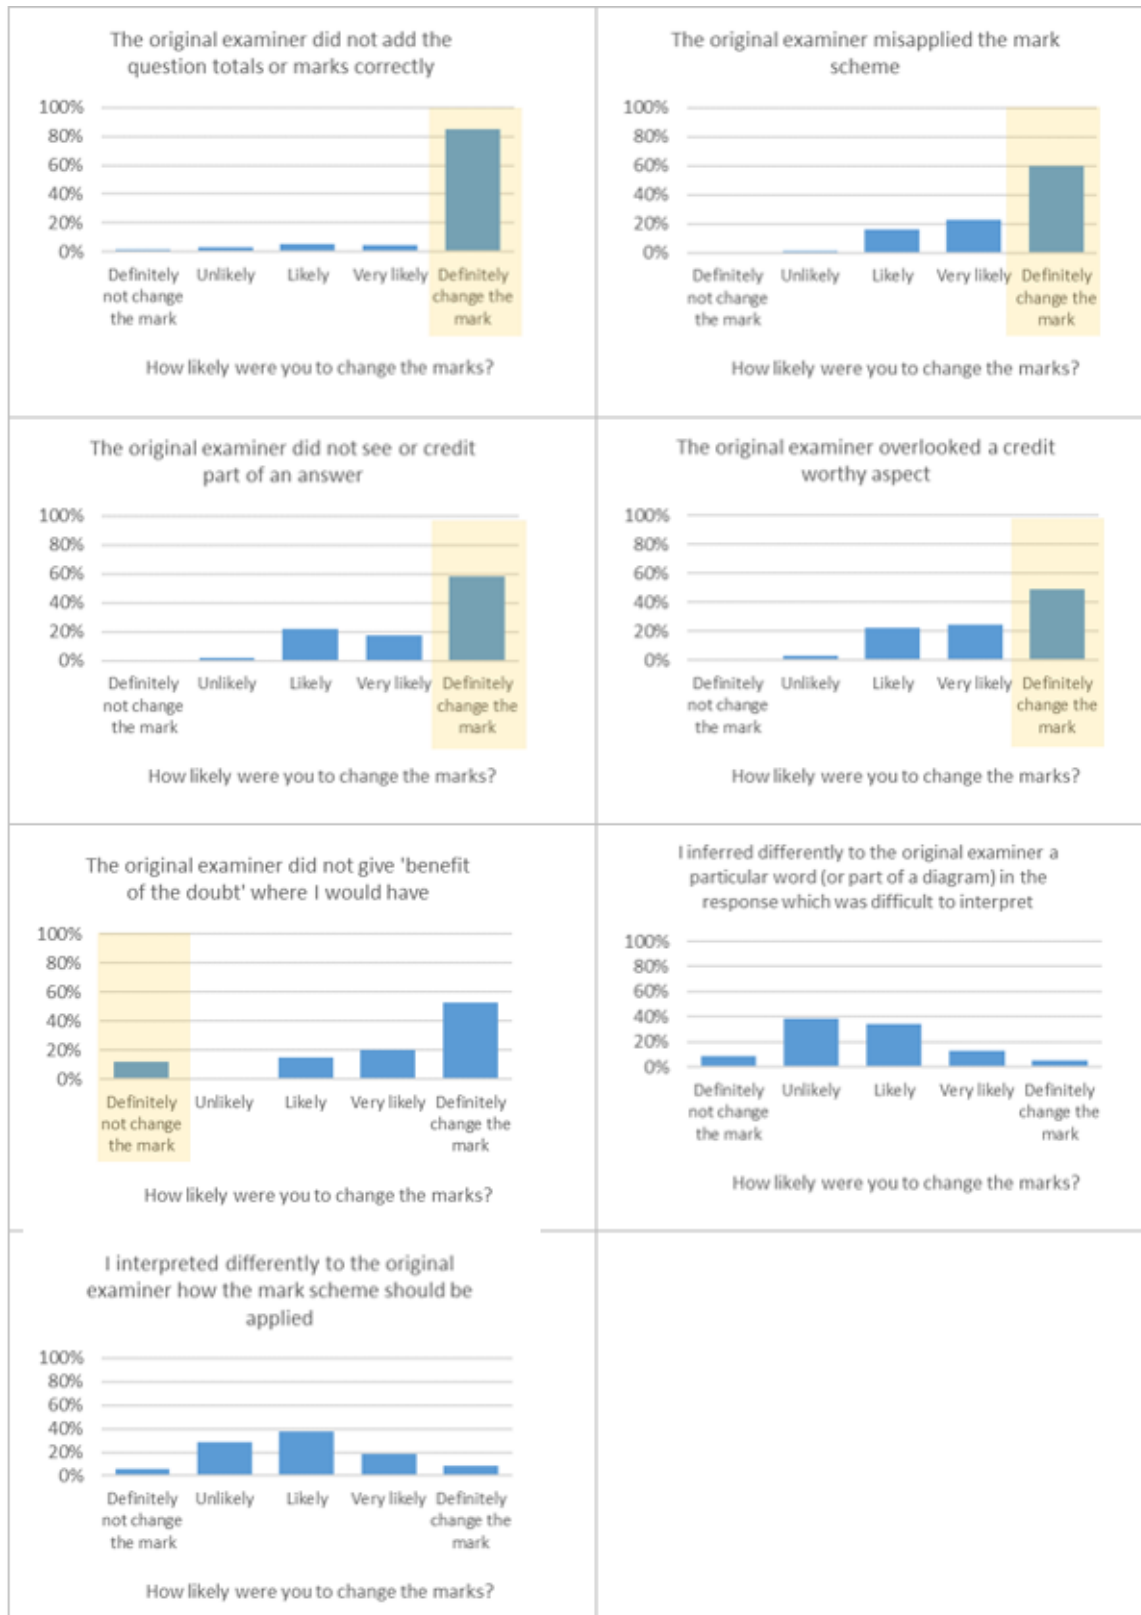 The original examiner did not add the
question totals or marks correctly
100%
80%
60%
40%
20%
0%
Definitely
not change
the mark
Unlikely
Likely
Very likely
Definitely
change the
mark
How likely were you to change the marks?
The original examiner misapplied the mark
scheme
100%
80%
60%
40%
20%
0%
Definitely
not change
the mark
Unlikely
Likely
Very likely
Definitely
change the
mark
How likely were you to change the marks?
The original examiner did not see or credit
part of an answer
100%
80%
60%
40%
20%
0%
Definitely
not change
the mark
Unlikely
Likely
Very likely
Definitely
change the
mark
How likely were you to change the marks?
The original examiner overlooked a credit
worthy aspect
100%
80%
60%
40%
20%
0%
Definitely
not change
the mark
Unlikely
Likely
Very likely
Definitely
change the
mark
How likely were you to change the marks?
The original examiner did not give 'benefit
of the doubt' where I would have
100%
80%
60%
40%
20%
0%
Definitely
not change
the mark
Unlikely
Likely
Very likely
Definitely
change the
mark
How likely were you to change the marks?
I inferred differently to the original examiner a
particular word (or part of a diagram) in the
response which was difficult to interpret
100%
80%
60%
40%
20%
0%
Definitely
not change
the mark
Unlikely
Likely
Very likely
Definitely
change the
mark
How likely were you to change the marks?
I interpreted differently to the original
examiner how the mark scheme should be
applied
100%
80%
60%
40%
20%
0%
Definitely
not change
the mark
Unlikely
Likely
Very likely
Definitely
change the
mark
How likely were you to change the marks?